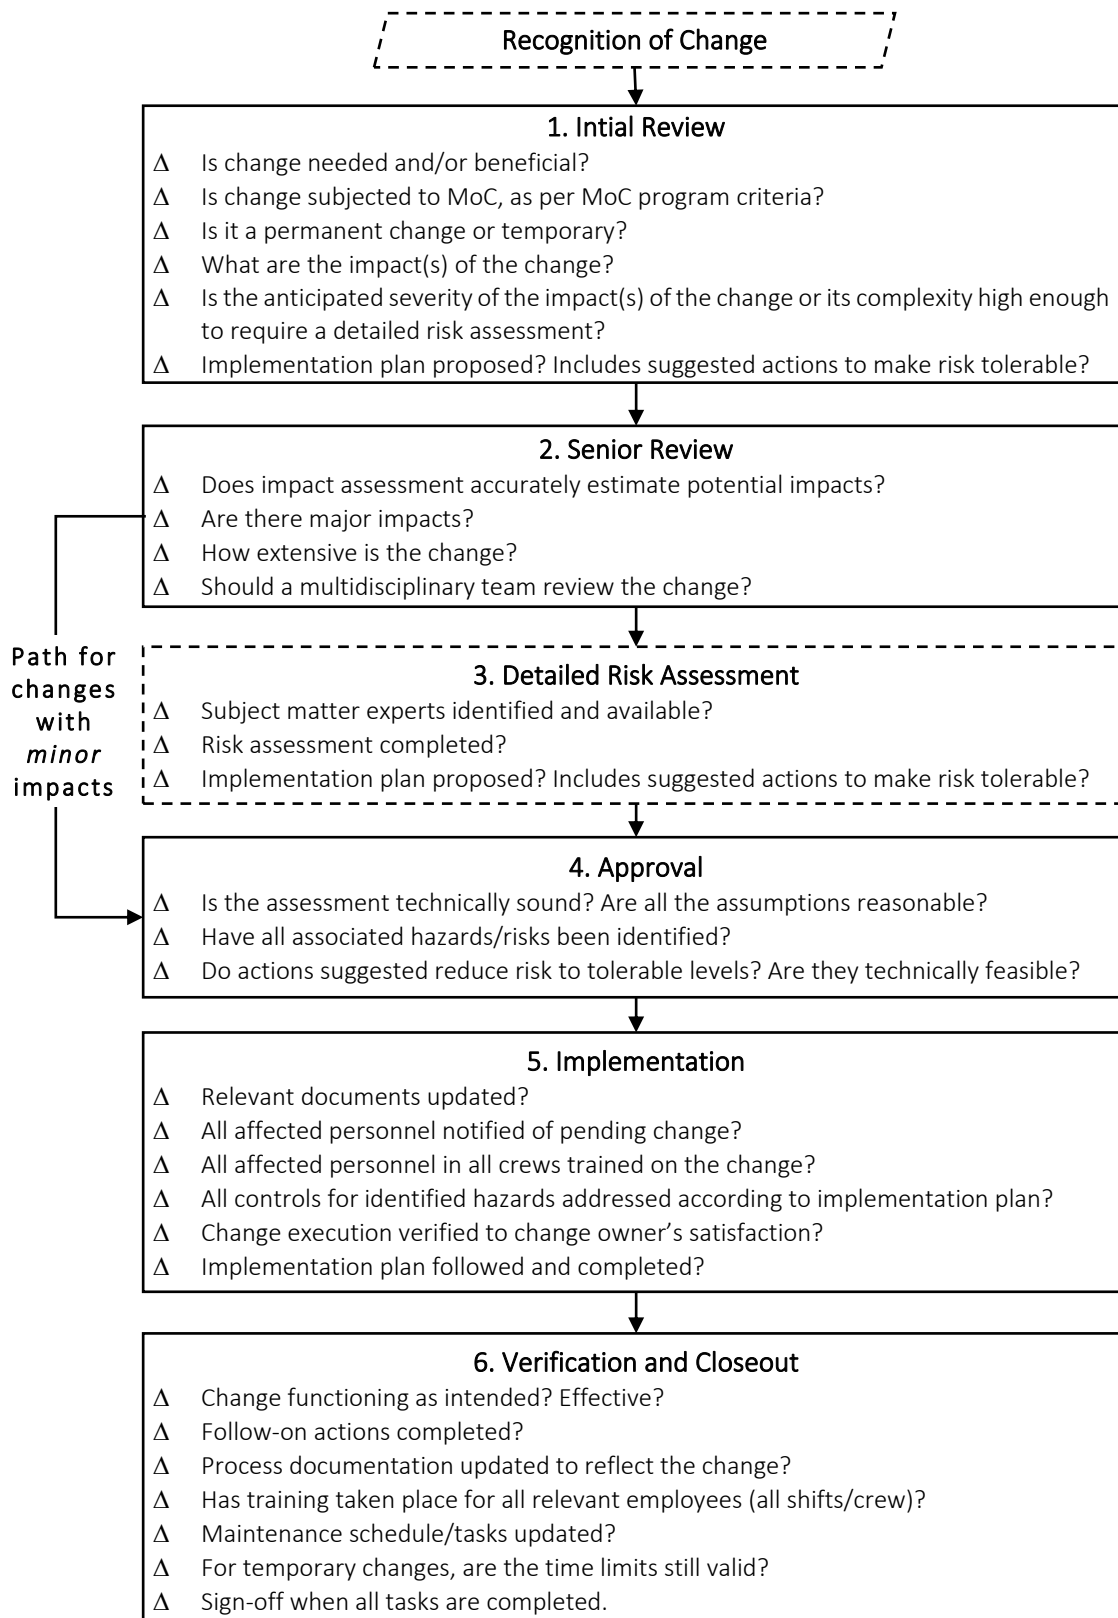 Recognition of Change
1. Intial Review
Δ Is change needed and/or beneficial?
Δ Is change subjected to MoC, as per MoC program criteria?
Δ Is it a permanent change or temporary?
Δ What are the impact(s) of the change?
Δ Is the anticipated severity of the impact(s) of the change or its complexity high enough
to require a detailed risk assessment?
Δ Implementation plan proposed? Includes suggested actions to make risk tolerable?
2. Senior Review
Δ Does impact assessment accurately estimate potential impacts?
Δ Are there major impacts?
Δ How extensive is the change?
Δ Should a multidisciplinary team review the change?
Path for
changes
with
minor
impacts
3. Detailed Risk Assessment
Δ Subject matter experts identified and available?
Δ Risk assessment completed?
Δ Implementation plan proposed? Includes suggested actions to make risk tolerable?
4. Approval
Δ Is the assessment technically sound? Are all the assumptions reasonable?
Δ Have all associated hazards/risks been identified?
Δ Do actions suggested reduce risk to tolerable levels? Are they technically feasible?
5. Implementation
Δ Relevant documents updated?
Δ All affected personnel notified of pending change?
Δ All affected personnel in all crews trained on the change?
Δ All controls for identified hazards addressed according to implementation plan?
Δ Change execution verified to change owner’s satisfaction?
Δ Implementation plan followed and completed?
6. Verification and Closeout
Δ Change functioning as intended? Effective?
Δ Follow-on actions completed?
Δ Process documentation updated to reflect the change?
Δ Has training taken place for all relevant employees (all shifts/crew)?
Δ Maintenance schedule/tasks updated?
Δ For temporary changes, are the time limits still valid?
Δ Sign-off when all tasks are completed.